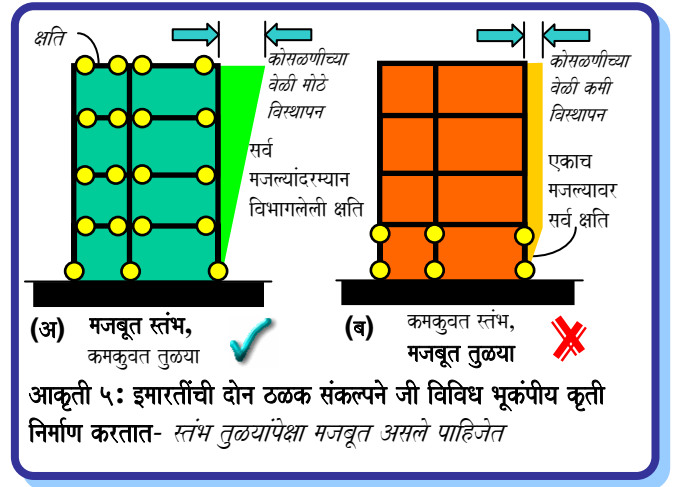 क्षति
कोसळणीच्या
वेळी मोठे
विस्थापन
सर्व
मजल्यांदरम्यान
विभागलेली क्षति
(अ) मजबूत स्तंभ,
कमकुवत तुळया
कोसळणीच्या
वेळी कमी
विस्थापन
एकाच
मजल्यावर
सर्व क्षति
(ब) कमकुवत स्तंभ,
मजबूत तुळया
आकृती ५: इमारतींची दोन ठळक संकल्पने जी विविध भूकंपीय कृती
निर्माण करतात- स्तंभ तुळयांपेक्षा मजबूत असले पाहिजेत